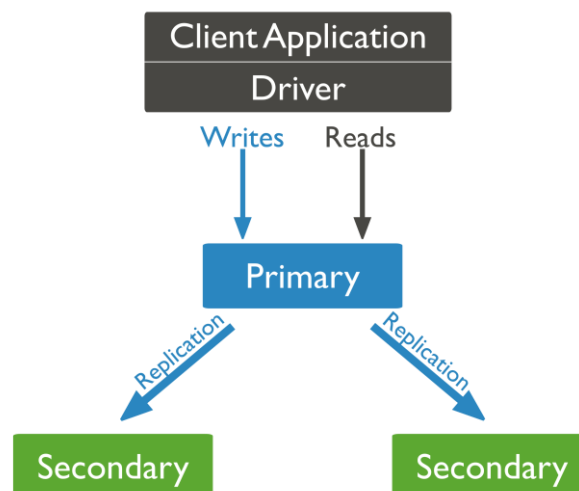 Client Application
Driver
Writes Reads
Primary
Replication Replication
Secondary Secondary